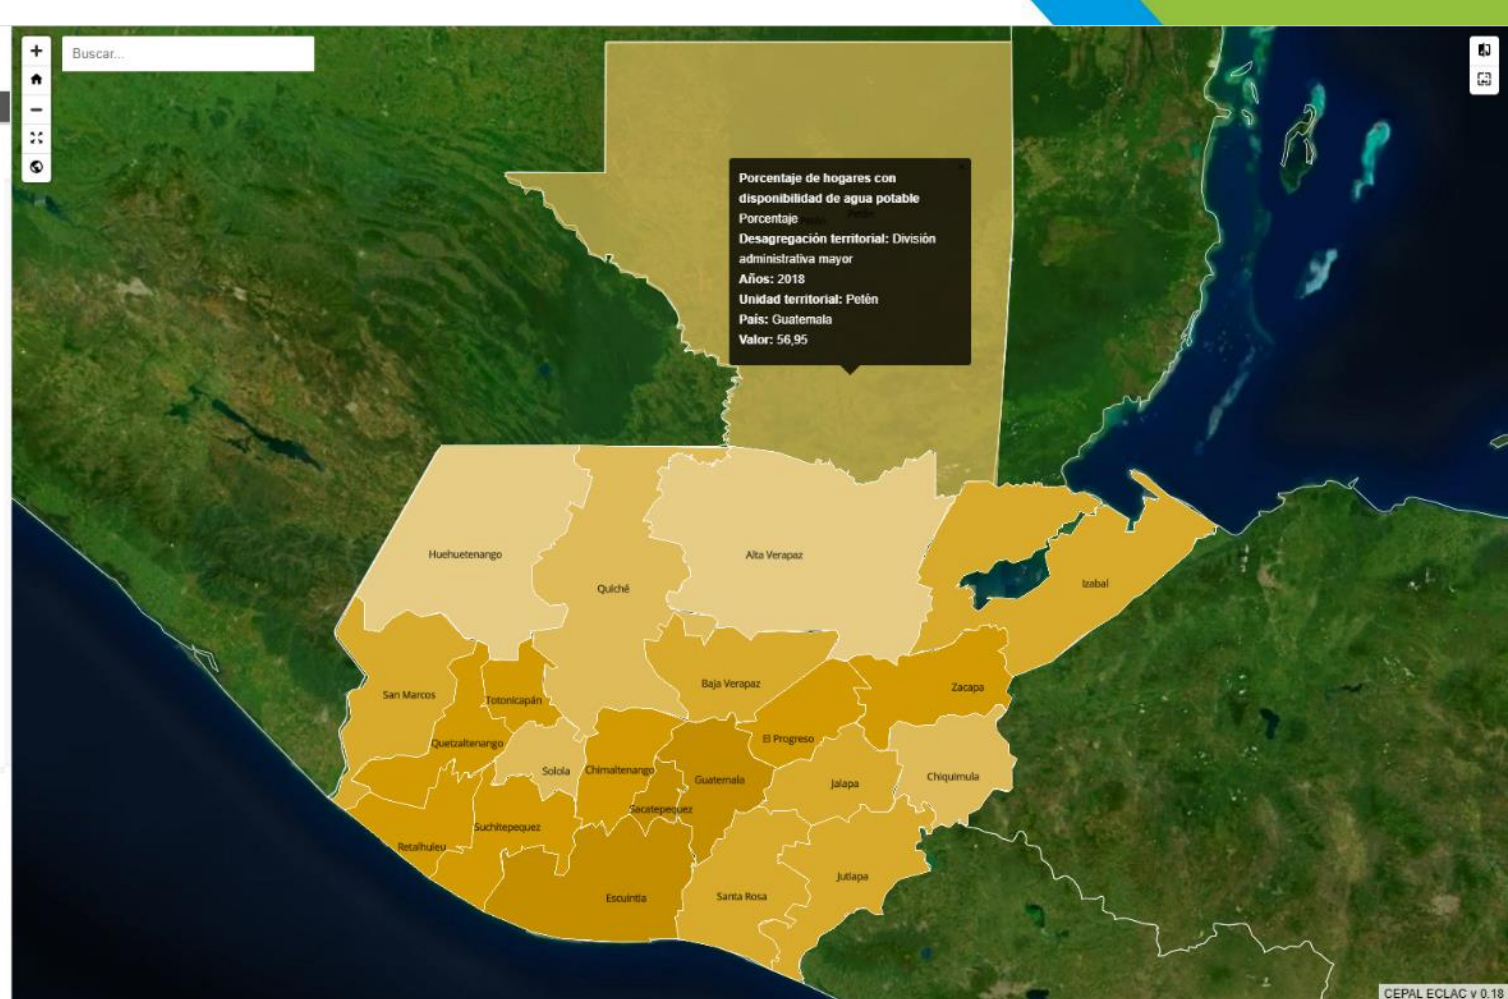 Buscar...
Porcentaje de hogares con
disponibilidad de agua potable
Porcentaje
Desagregación territorial: División
administrativa mayor
Años: 2018
Unidad territorial: Petén
País: Guatemala
Valor: 56,95
Huehuetenango
Quiché
Alta Verapaz
Izabal
San Marcos
Totonicapán
Baja Verapaz
Zacapa
Quetzaltenango
Solola
Chimaltenango
Guatemala
El Progreso
Jalapa
Chiquimula
Sacatepequez
Suchitepequez
Retalhuleu
Escuintla
Santa Rosa
Jutiapa
CEPAL ECLAC v 0.18